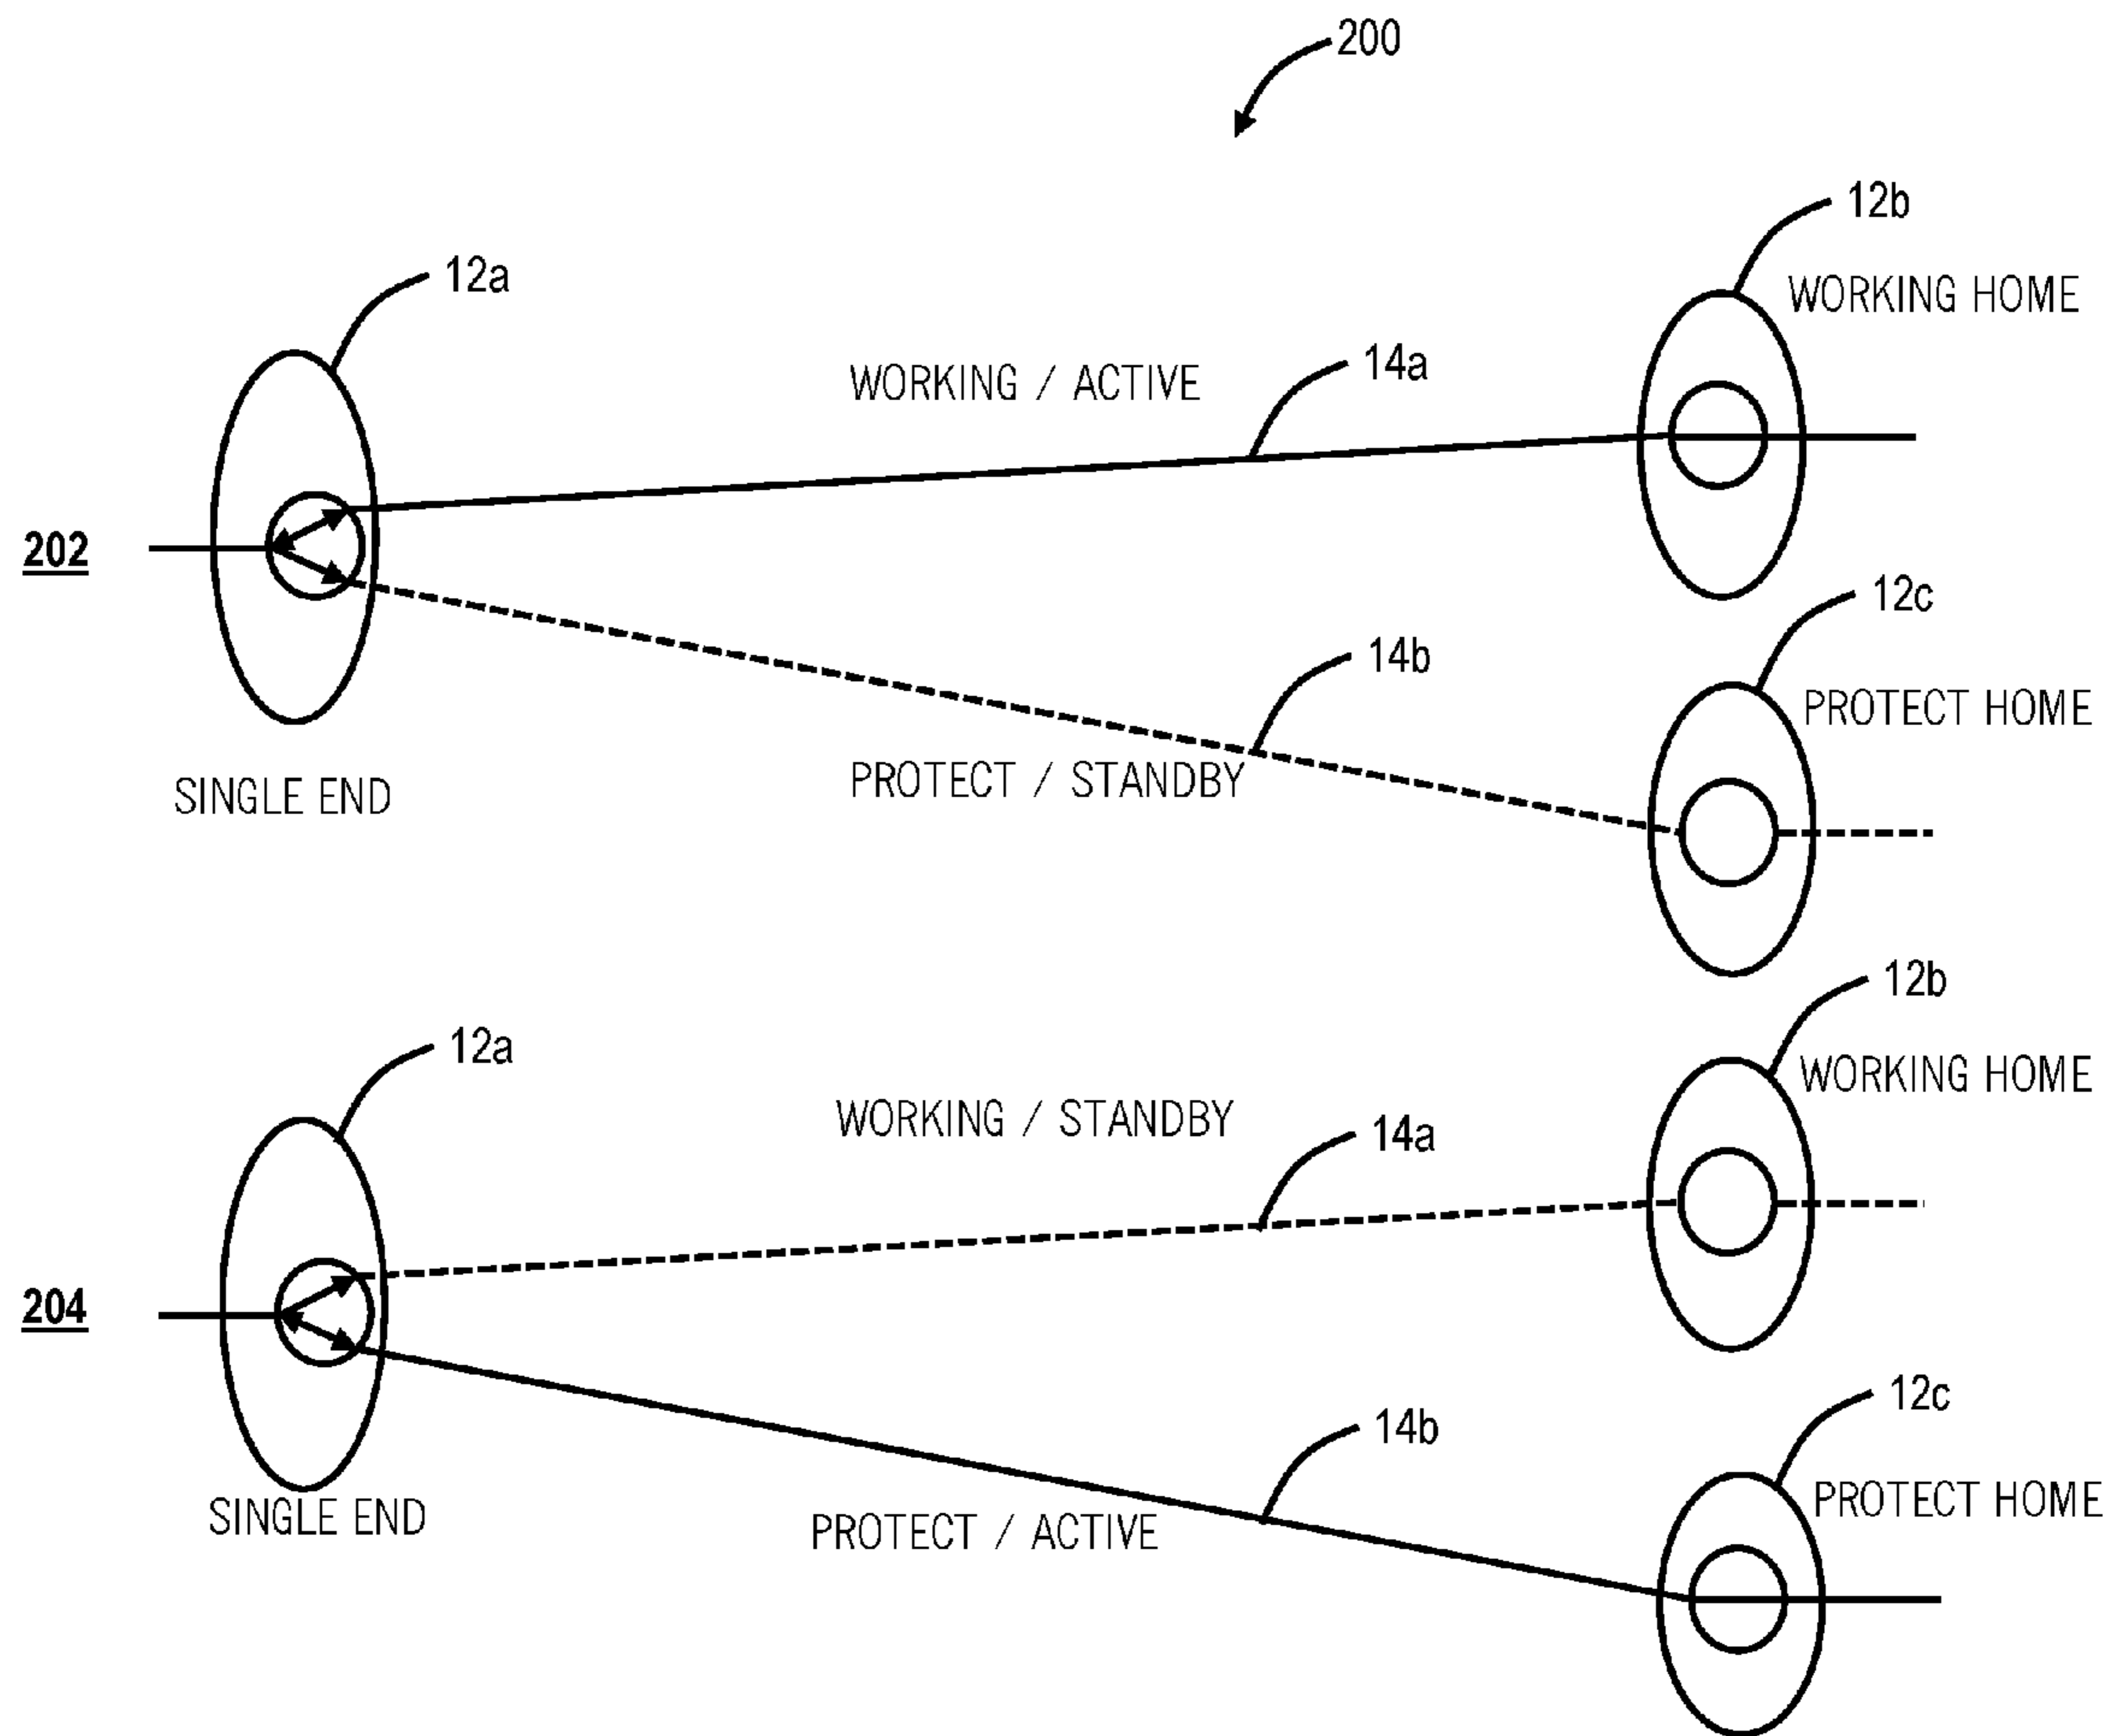 200
12b
WORKING HOME
12a
14a
WORKING / ACTIVE
202
12c
14b
PROTECT HOME
PROTECT / STANDBY
SINGLE END
12b
12a
WORKING HOME
WORKING / STANDBY
14a
204
12c
14b
PROTECT HOME
SINGLE END
PROTECT / ACTIVE